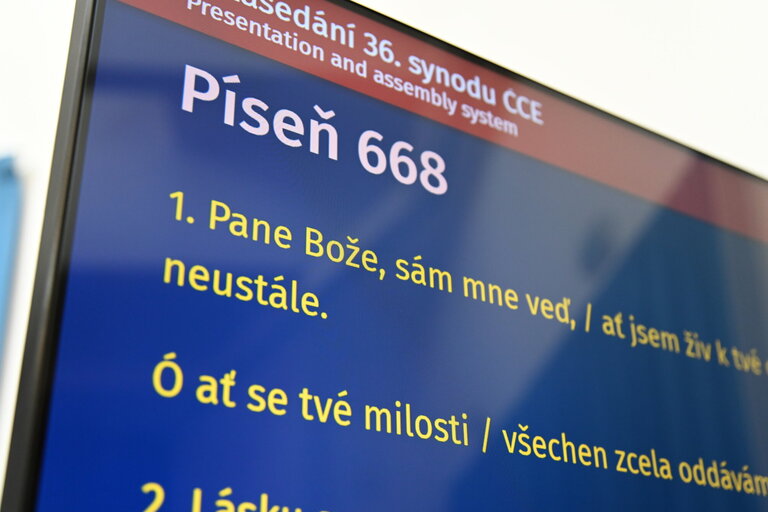 zasedání 36. synodu ČCE
Presentation and assembly system
Píseň 668
1. Pane Bože, sám mne veď, / ať jsem živ k tvé
neustále.
Ó ať se tvé milosti / všechen zcela oddávám
2. Lásku